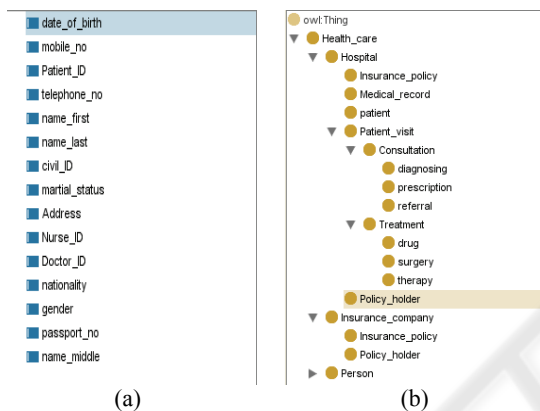 date_of_birth
mobile_no
Patient_ID
telephone_no
name_first
name_last
civil_ID
martial_status
Address
Nurse_ID
Doctor_ID
nationality
gender
passport_no
name_middle
(a)
owl:Thing
Health_care
Hospital
Insurance_policy
Medical_record
patient
Patient_visit
Consultation
diagnosing
prescription
referral
Treatment
drug
surgery
therapy
Policy_holder
Insurance_company
Insurance_policy
Policy_holder
Person
(b)